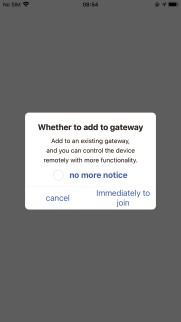 No SIM 08:54
Whether to add to gateway
Add to an existing gateway,
and you can control the device
remotely with more functionality.
no more notice
cancel
Immediately to
join